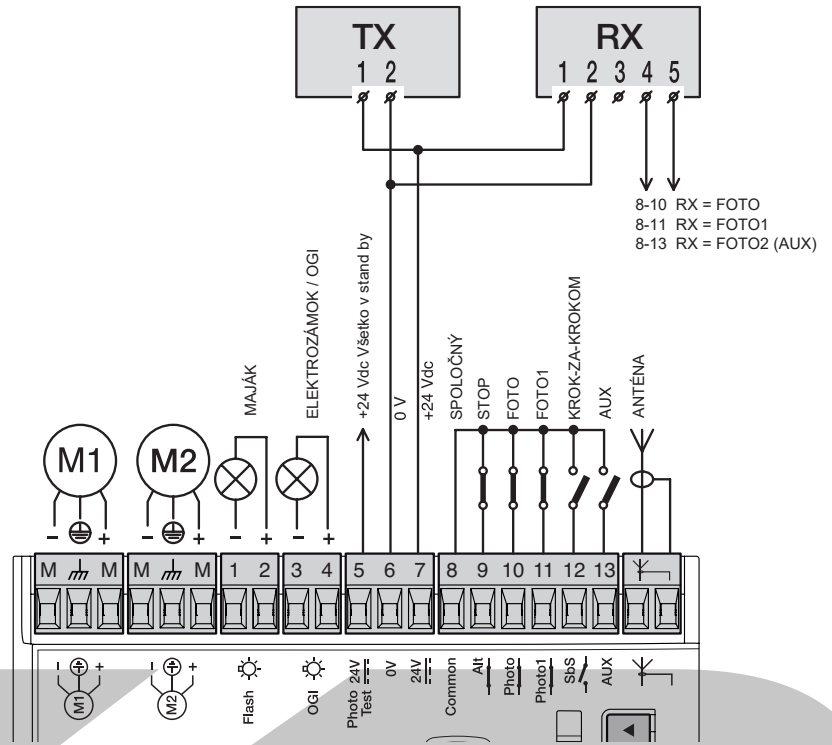 TX
1 2
RX
1 2 3 4 5
8-10 RX = FOTO
8-11 RX = FOTO1
8-13 RX = FOTO2 (AUX)
MAJÁK
ELEKTROZÁMOK / OGI
+24 Vdc Všetko v stand by
0 V
+24 Vdc
SPOLOČNÝ
STOP
FOTO
FOTO1
KROK-ZA-KROKOM
AUX
ANTÉNA
M1
M2
- +
- +
- +
- +
M M M M 1 2 3 4 5 6 7 8 9 10 11 12 13
- +
M1
- +
M2
Flash
OGI
Photo 24V
Test
0V
24V
Common
Alt
Photo
Photo1
SbS
AUX